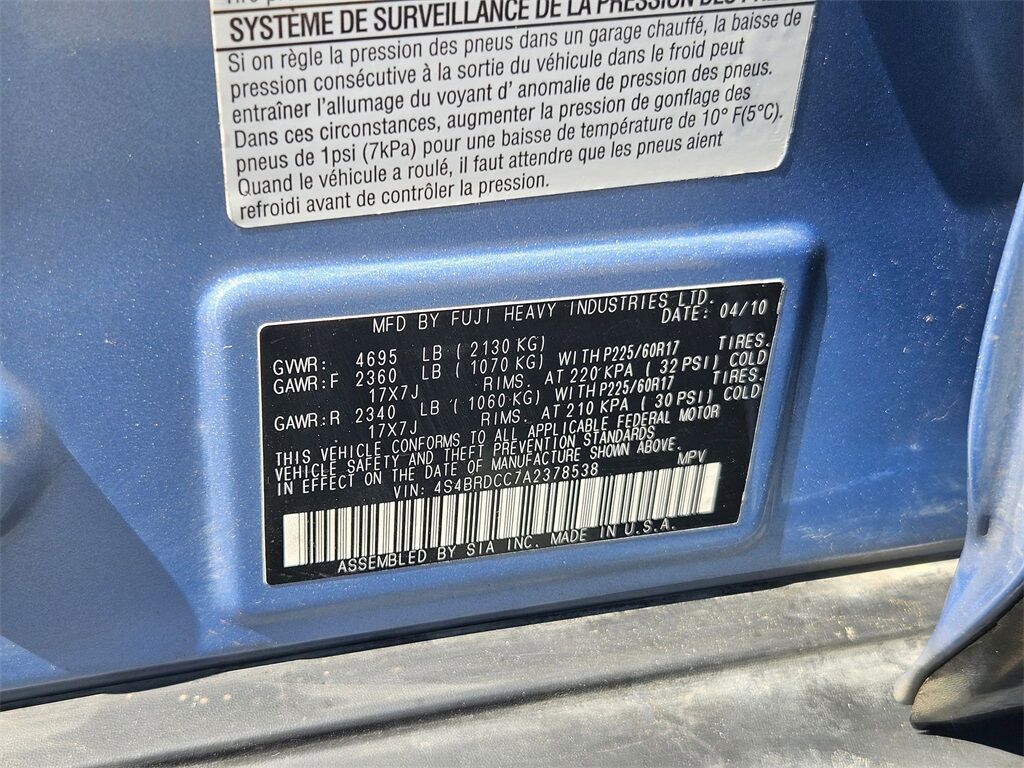 SYSTÈME DE SURVEILLANCE DE LA PRESSION DES
Si on règle la pression des pneus dans un garage chauffé, la baisse de
pression consécutive à la sortie du véhicule dans le froid peut
entraîner l'allumage du voyant d' anomalie de pression des pneus.
Dans ces circonstances, augmenter la pression de gonflage des
pneus de 1psi (7kPa) pour une baisse de température de 10° F(5°C).
Quand le véhicule a roulé, il faut attendre que les pneus aient
refroidi avant de contrôler la pression.
MFD BY FUJI HEAVY INDUSTRIES LTD.
DATE: 04/10
GVWR: 4695 LB ( 2130 KG)
GAWR:F 2360 LB ( 1070 KG) WITH P225/60R17 TIRES.
17X7J RIMS. AT 220 KPA ( 32 PSI) COLD
GAWR:R 2340 LB ( 1060 KG) WITH P225/60R17 TIRES.
17X7J RIMS. AT 210 KPA ( 30 PSI) COLD
THIS VEHICLE CONFORMS TO ALL APPLICABLE FEDERAL MOTOR
VEHICLE SAFETY AND THEFT PREVENTION STANDARDS
IN EFFECT ON THE DATE OF MANUFACTURE SHOWN ABOVE.
VIN: 4S4BRDCC7A2378538 MPV
ASSEMBLED BY SIA INC. MADE IN U.S.A.